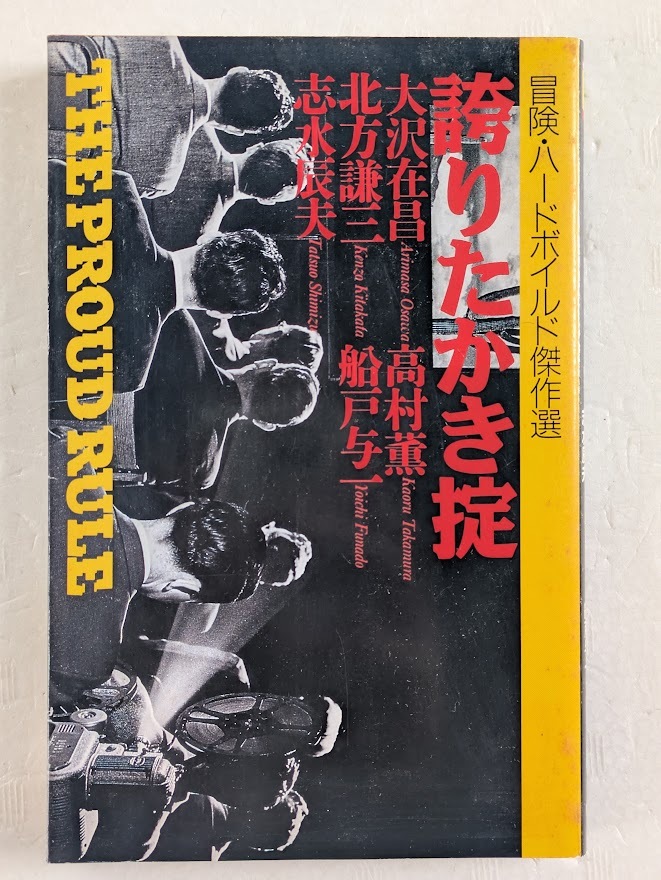 冒険・ハードボイルド傑作選
誇りたかき掟
大沢在昌
Arimasa Osawa
高村薫
Kaoru Takamura
北方謙三
Kenzo Kitakata
船戸与一
Yoichi Funado
志水辰夫
Tatsuo Shimizu
THE PROUD RULE